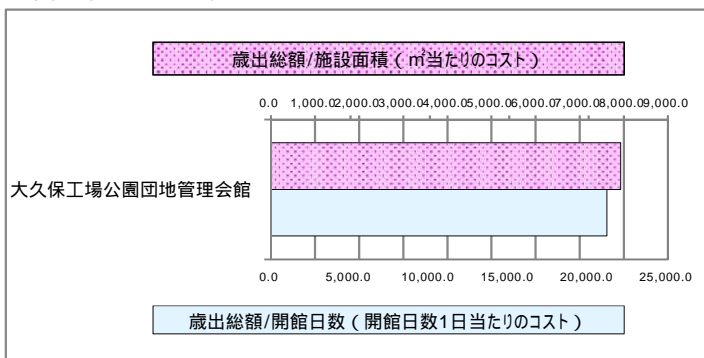 歳出総額/施設面積（㎡当たりのコスト）
0.0 1,000.0 2,000.0 3,000.0 4,000.0 5,000.0 6,000.0 7,000.0 8,000.0 9,000.0
大久保工場公園団地管理会館
0.0 5,000.0 10,000.0 15,000.0 20,000.0 25,000.0
歳出総額/開館日数（開館日数1日当たりのコスト）